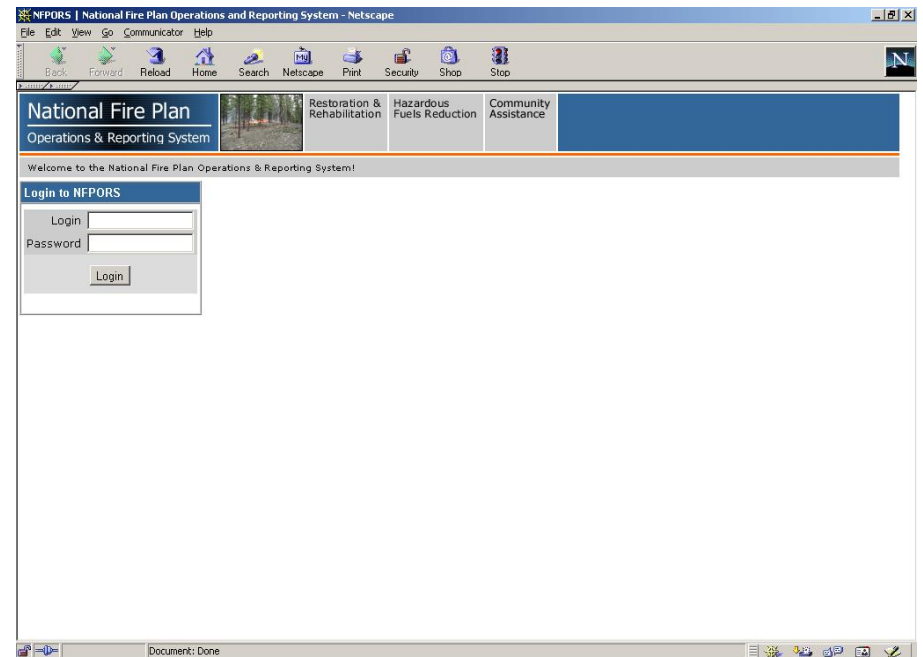 NFPORS | National Fire Plan Operations and Reporting System - Netscape
File Edit View Go Communicator Help
Back Forward Reload Home Search Netscape Print Security Shop Stop
My
N
National Fire Plan
Operations & Reporting System
Restoration &
Rehabilitation
Hazardous
Fuels Reduction
Community
Assistance
Welcome to the National Fire Plan Operations & Reporting System!
Login to NFPORS
Login
Password
Login
Document: Done